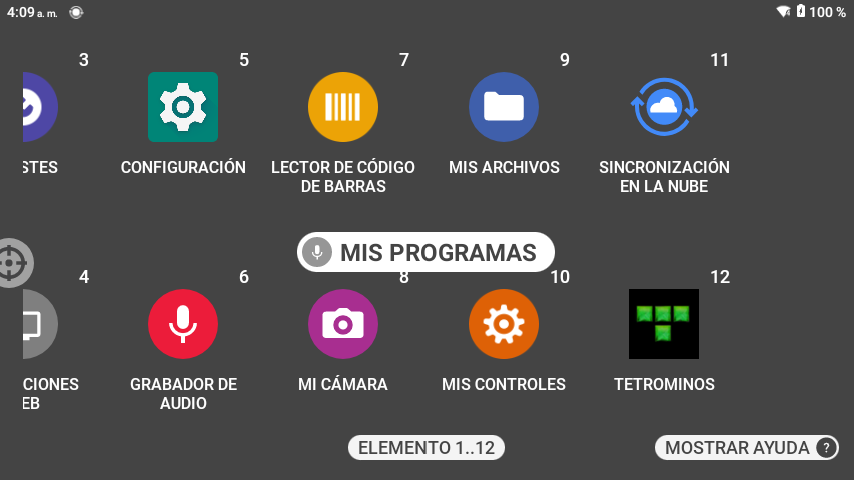 4:09 a. m.
100 %
3
5
7
9
11
STES
CONFIGURACIÓN
LECTOR DE CÓDIGO
DE BARRAS
MIS ARCHIVOS
SINCRONIZACIÓN
EN LA NUBE
MIS PROGRAMAS
4
6
8
10
12
CIONES
EB
GRABADOR DE
AUDIO
MI CÁMARA
MIS CONTROLES
TETROMINOS
ELEMENTO 1..12
MOSTRAR AYUDA ?